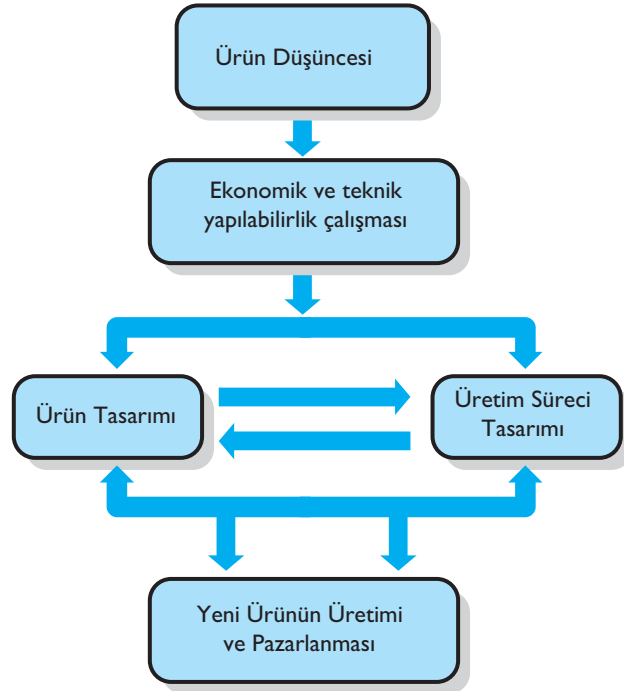 Ürün Düşüncesi
Ekonomik ve teknik
yapılabilirlik çalışması
Ürün Tasarımı
Üretim Süreci
Tasarımı
Yeni Ürünün Üretimi
ve Pazarlanması